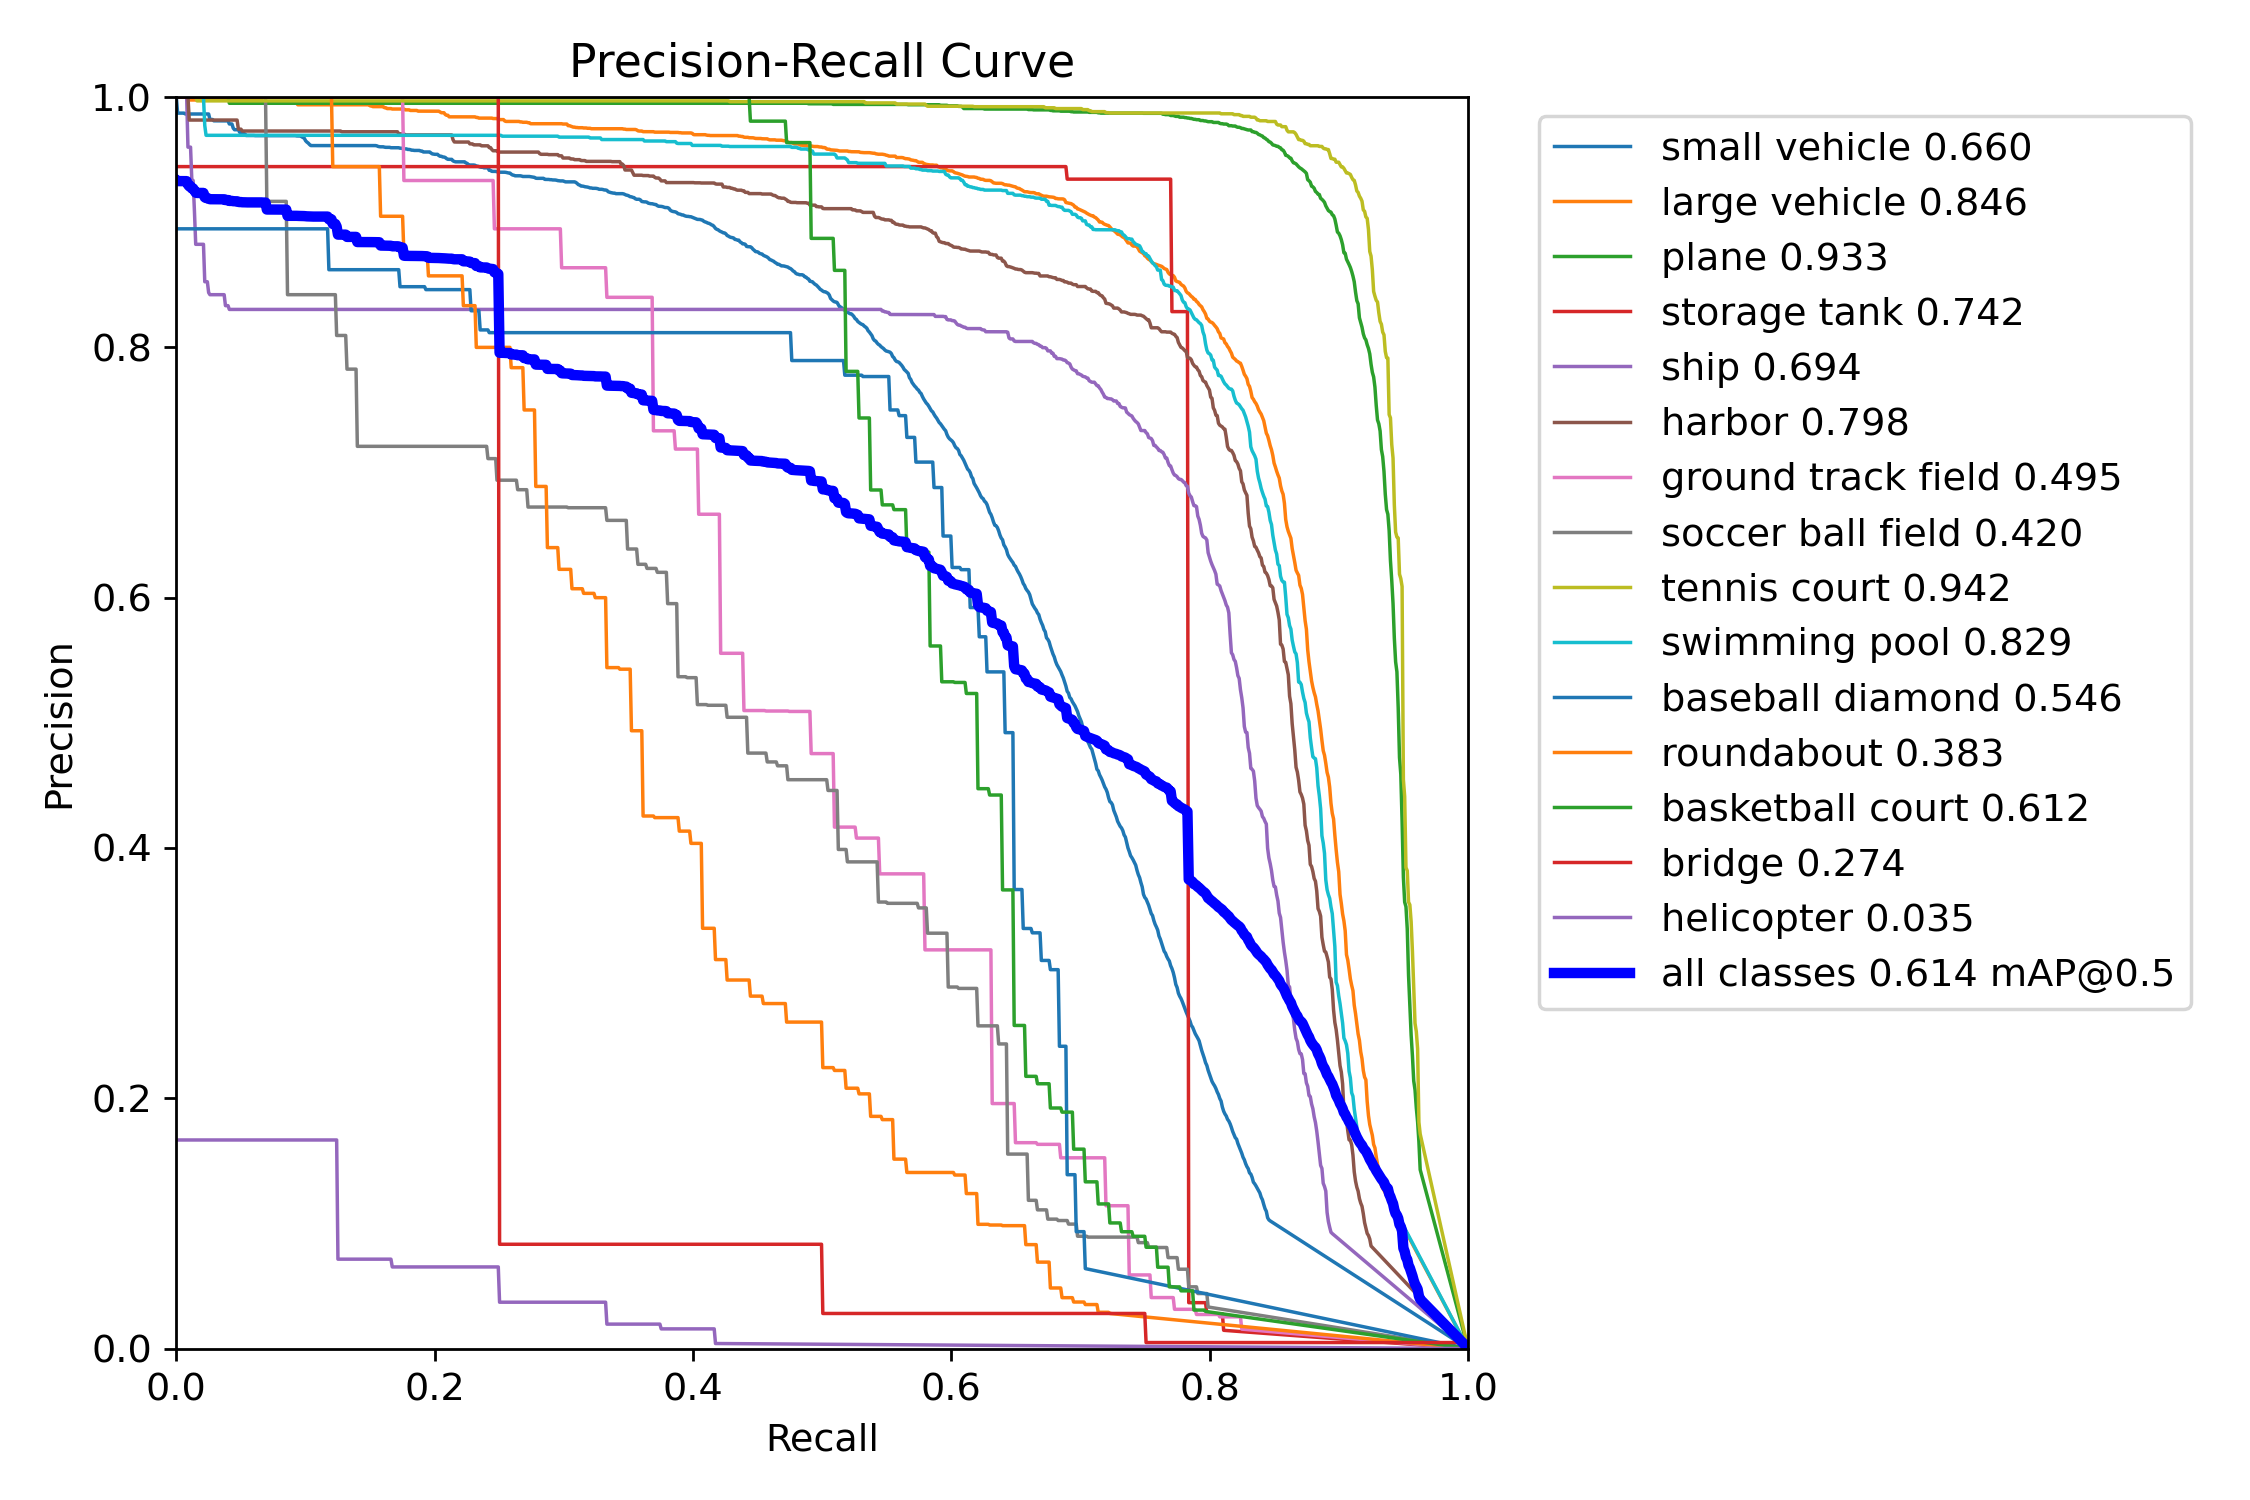 Precision-Recall Curve
1.0
0.8
0.6
0.4
0.2
0.0
Precision
0.0 0.2 0.4 0.6 0.8 1.0
Recall
small vehicle 0.660
large vehicle 0.846
plane 0.933
storage tank 0.742
ship 0.694
harbor 0.798
ground track field 0.495
soccer ball field 0.420
tennis court 0.942
swimming pool 0.829
baseball diamond 0.546
roundabout 0.383
basketball court 0.612
bridge 0.274
helicopter 0.035
all classes 0.614 mAP@0.5